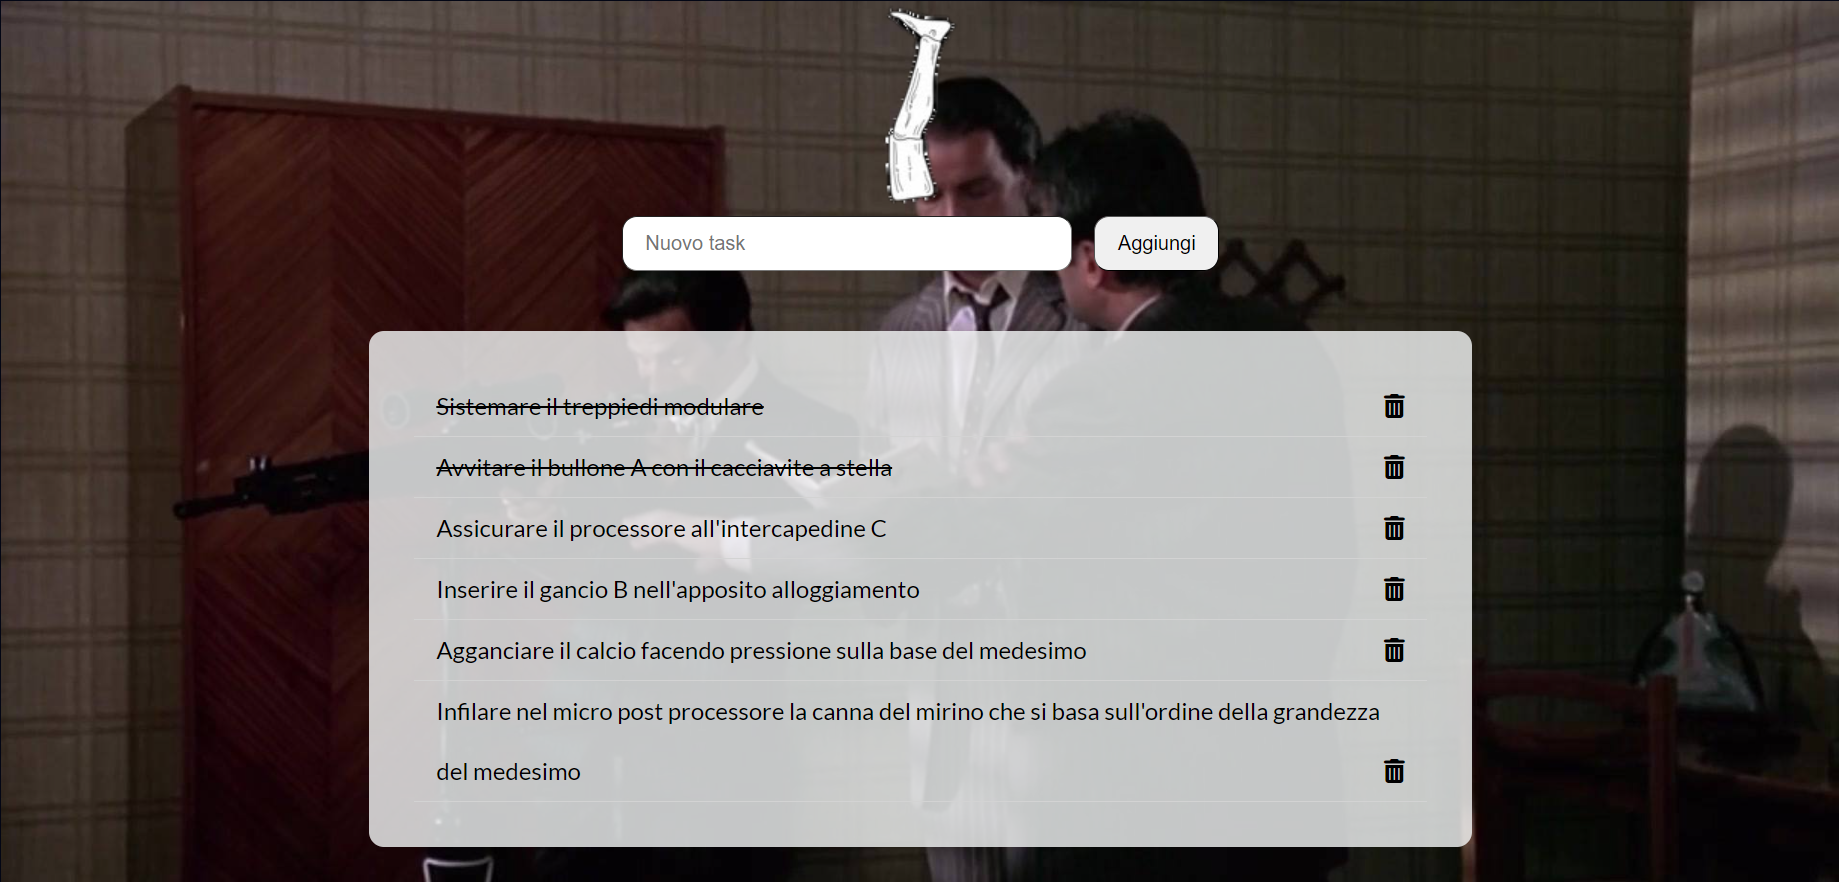 Nuovo task
Aggiungi
Sistemare il treppiedi modulare
Avvitare il bullone A con il cacciavite a stella
Assicurare il processore all'intercapedine C
Inserire il gancio B nell'apposito alloggiamento
Agganciare il calcio facendo pressione sulla base del medesimo
Infilare nel micro post processore la canna del mirino che si basa sull'ordine della grandezza
del medesimo